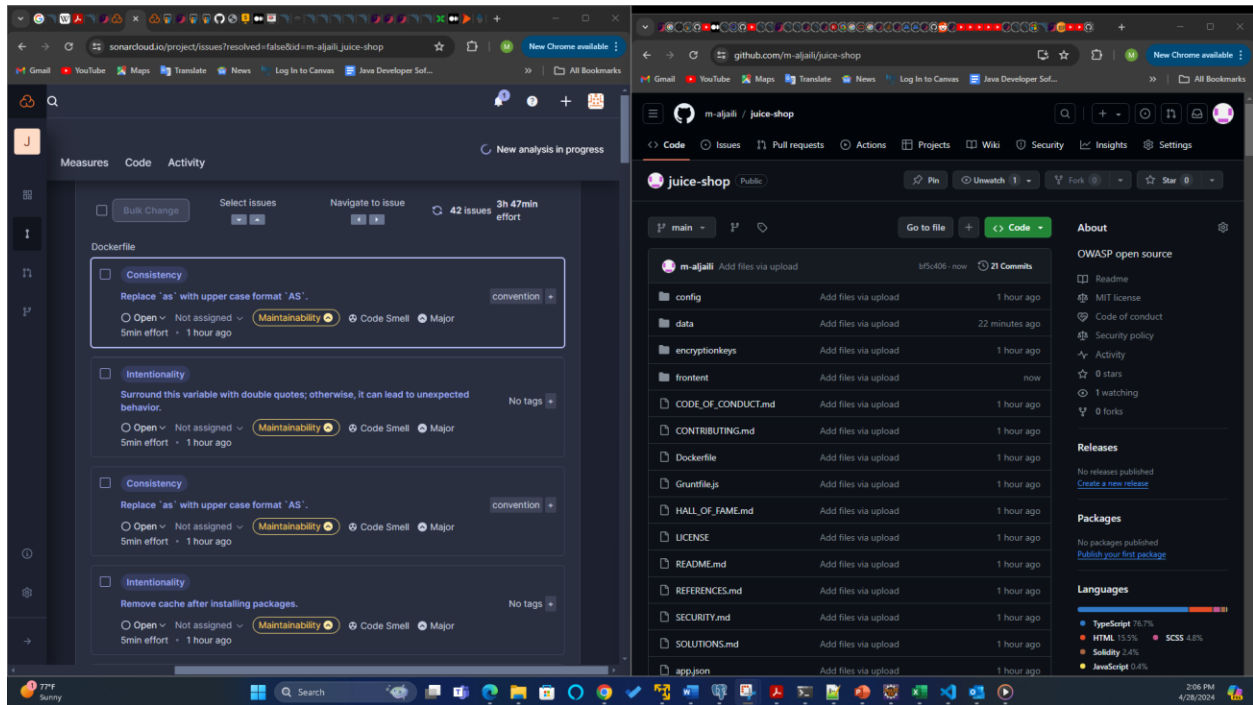 sonarcloud.io/project/issues?resolved=false&id=m-aljaili_juice-shop
New Chrome available
Gmail YouTube Maps Translate News Log In to Canvas Java Developer Sof... » All Bookmarks
J
Measures Code Activity
New analysis in progress
Bulk Change
Select issues
Navigate to issue
42 issues
3h 47min effort
Dockerfile
Consistency
Replace `as` with upper case format `AS`.
convention +
Open Not assigned Maintainability Code Smell Major
5min effort • 1 hour ago
Intentionality
Surround this variable with double quotes; otherwise, it can lead to unexpected
behavior.
No tags +
Open Not assigned Maintainability Code Smell Major
5min effort • 1 hour ago
Consistency
Replace `as` with upper case format `AS`.
convention +
Open Not assigned Maintainability Code Smell Major
5min effort • 1 hour ago
Intentionality
Remove cache after installing packages.
No tags +
Open Not assigned Maintainability Code Smell Major
5min effort • 1 hour ago
github.com/m-aljaili/juice-shop
New Chrome available
Gmail YouTube Maps Translate News Log In to Canvas Java Developer Sof... » All Bookmarks
m-aljaili / juice-shop
Code Issues Pull requests Actions Projects Wiki Security Insights Settings
juice-shop Public
Pin Unwatch 1 Fork 0 Star 0
main
Go to file + Code
m-aljaili Add files via upload bf5c406 · now 21 Commits
config Add files via upload 1 hour ago
data Add files via upload 22 minutes ago
encryptionkeys Add files via upload 1 hour ago
frontent Add files via upload now
CODE_OF_CONDUCT.md Add files via upload 1 hour ago
CONTRIBUTING.md Add files via upload 1 hour ago
Dockerfile Add files via upload 1 hour ago
Gruntfile.js Add files via upload 1 hour ago
HALL_OF_FAME.md Add files via upload 1 hour ago
LICENSE Add files via upload 1 hour ago
README.md Add files via upload 1 hour ago
REFERENCES.md Add files via upload 1 hour ago
SECURITY.md Add files via upload 1 hour ago
SOLUTIONS.md Add files via upload 1 hour ago
app.json Add files via upload 1 hour ago
About
OWASP open source
Readme
MIT license
Code of conduct
Security policy
Activity
0 stars
1 watching
0 forks
Releases
No releases published
Create a new release
Packages
No packages published
Publish your first package
Languages
TypeScript 76.7%
HTML 15.5% SCSS 4.8%
Solidity 2.4%
JavaScript 0.4%
77°F
Sunny
Search
2:06 PM
4/28/2024